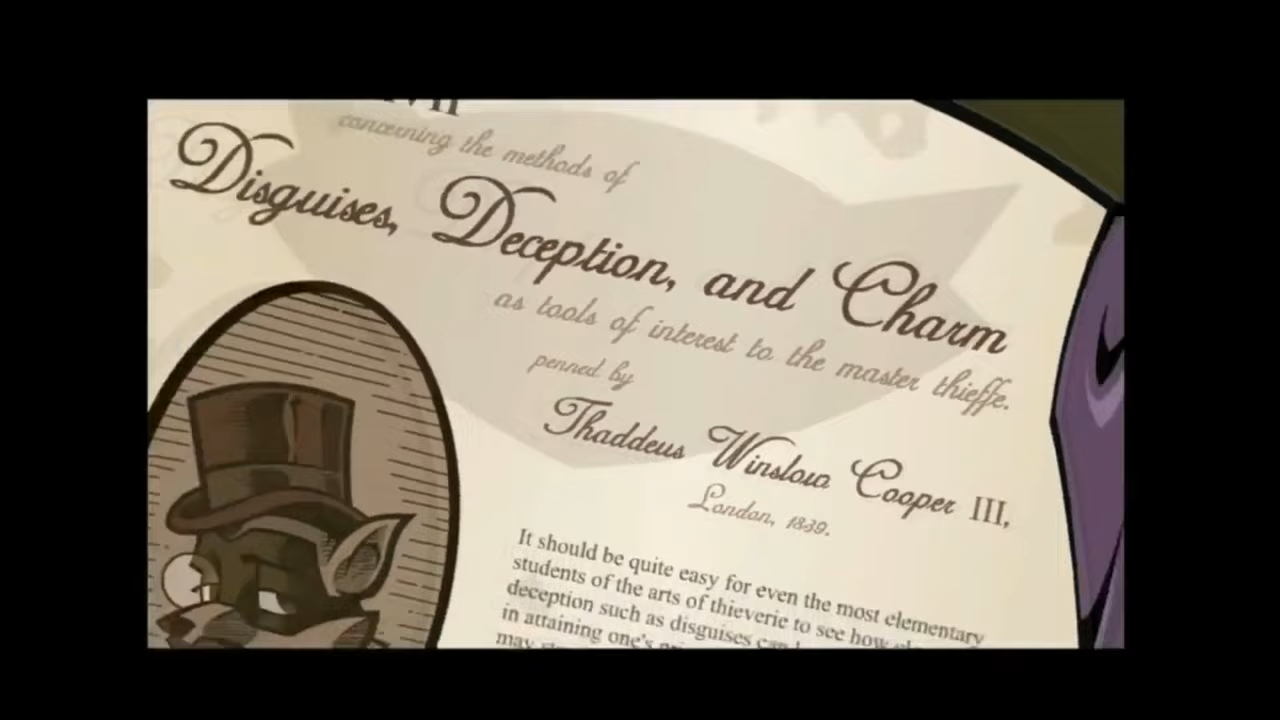 concerning the methods of
Disguises, Deception, and Charm
as tools of interest to the master thieffe.
penned by
Thaddeus Winslow Cooper III,
London, 1839.
It should be quite easy for even the most elementary
students of the arts of thieverie to see how
deception such as disguises can
in attaining one's
may